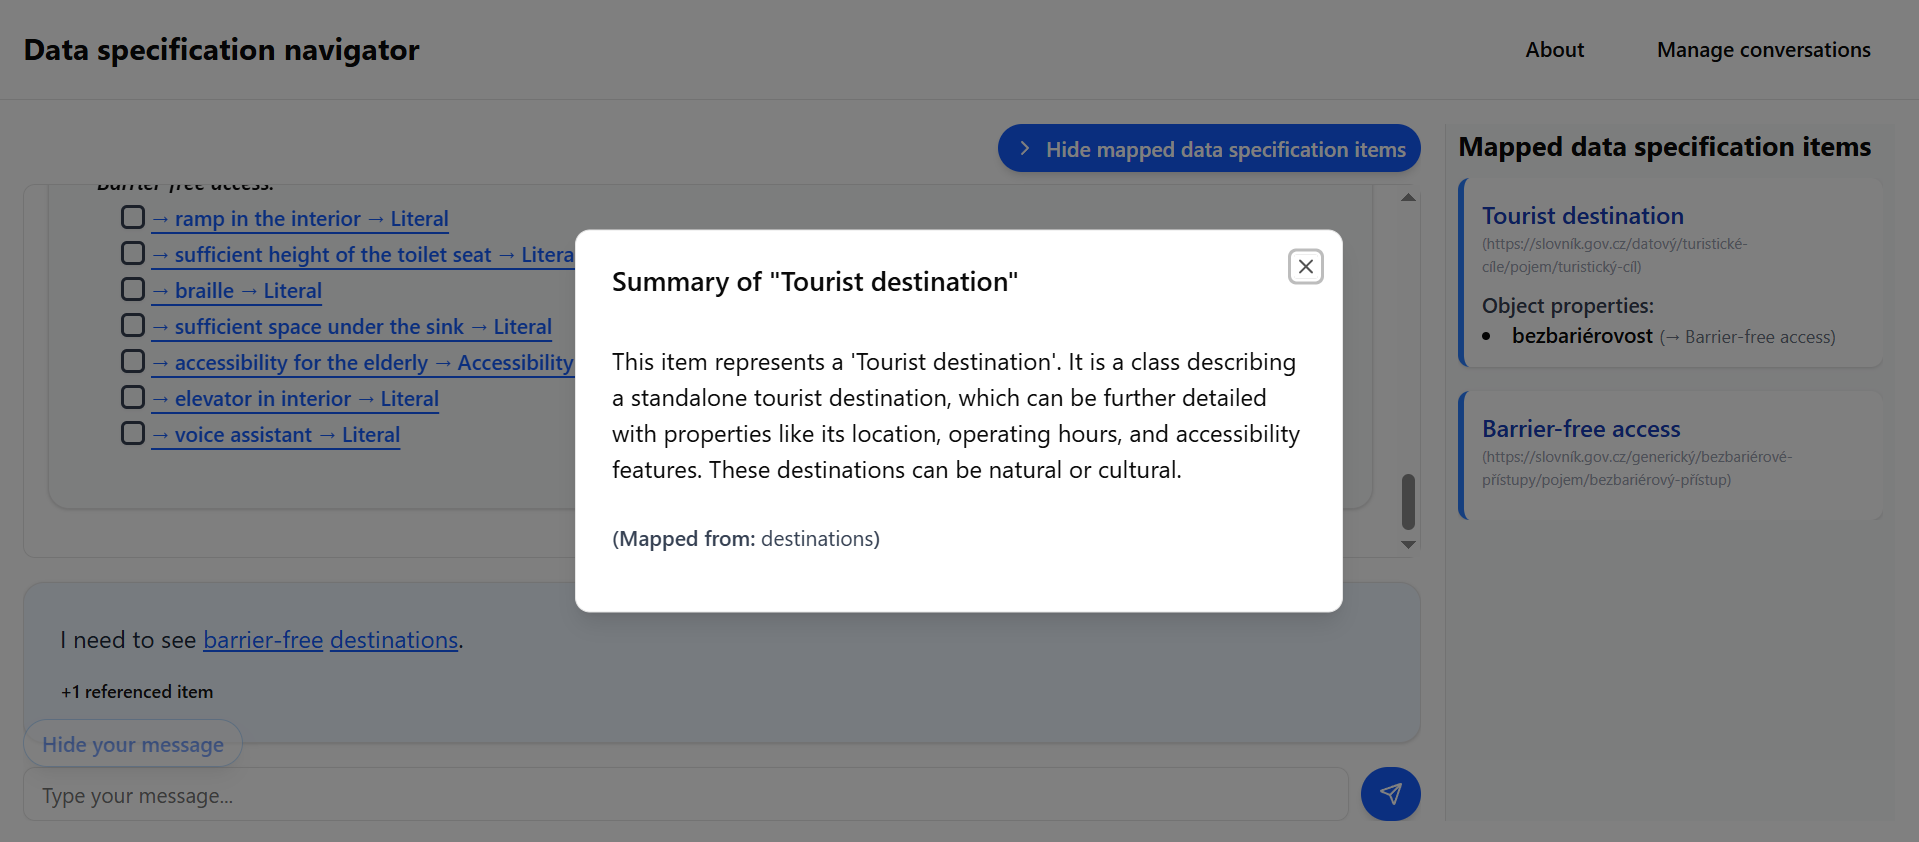 Data specification navigator
About
Manage conversations
Hide mapped data specification items
Mapped data specification items
Barrier-free access:
→ ramp in the interior → Literal
→ sufficient height of the toilet seat → Litera
→ braille → Literal
→ sufficient space under the sink → Literal
→ accessibility for the elderly → Accessibility
→ elevator in interior → Literal
→ voice assistant → Literal
Summary of "Tourist destination"
This item represents a 'Tourist destination'. It is a class describing
a standalone tourist destination, which can be further detailed
with properties like its location, operating hours, and accessibility
features. These destinations can be natural or cultural.
(Mapped from: destinations)
Tourist destination
(https://slovník.gov.cz/datový/turistické-
cíle/pojem/turistický-cíl)
Object properties:
• bezbariérovost (→ Barrier-free access)
Barrier-free access
(https://slovník.gov.cz/generický/bezbariérové-
přístupy/pojem/bezbariérový-přístup)
I need to see barrier-free destinations.
+1 referenced item
Hide your message
Type your message...